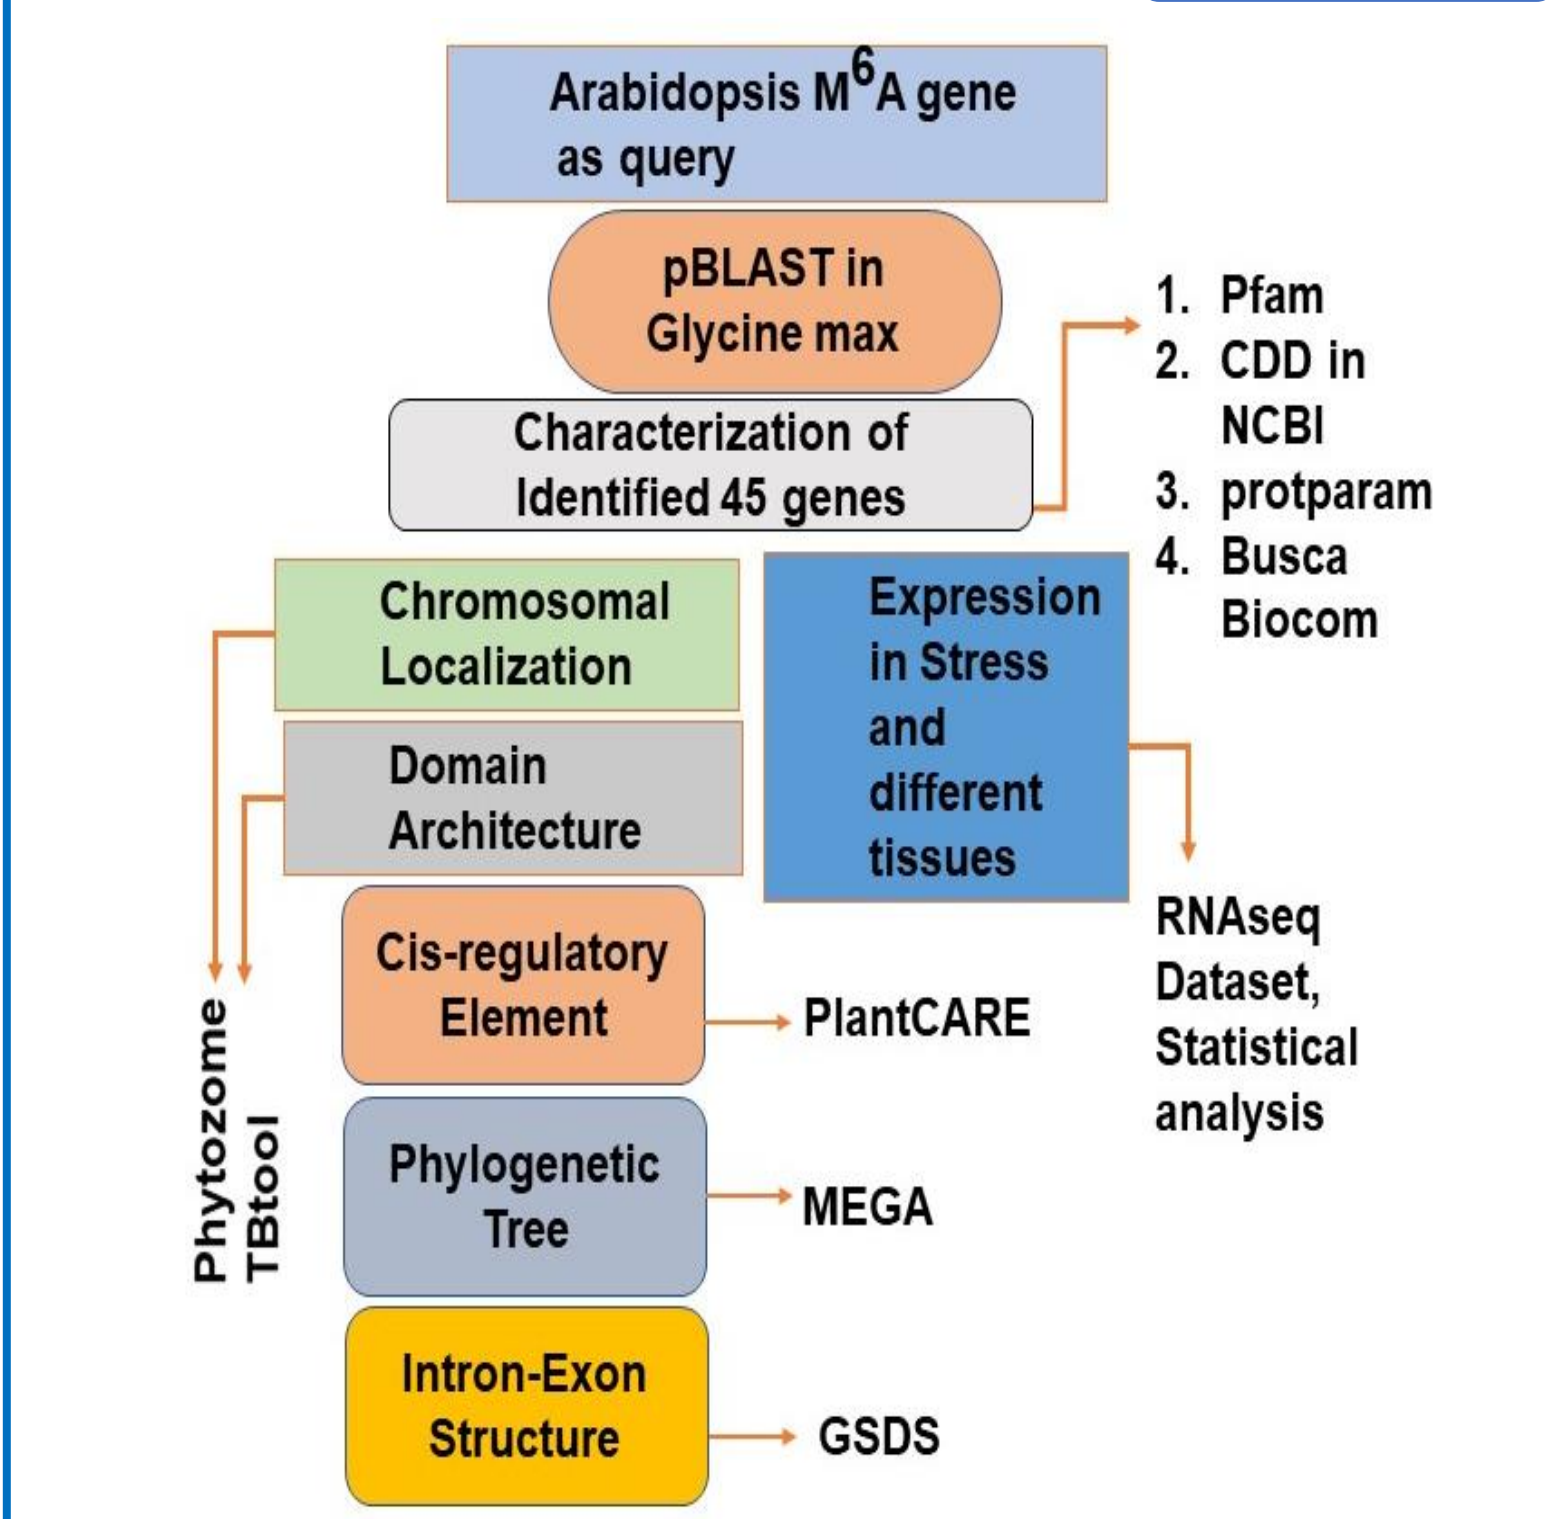 Arabidopsis M⁶A gene
as query
pBLAST in
Glycine max
Characterization of
Identified 45 genes
1. Pfam
2. CDD in
NCBI
3. protparam
4. Busca
Biocom
Chromosomal
Localization
Expression
in Stress
and
different
tissues
Domain
Architecture
RNAseq
Dataset,
Statistical
analysis
Cis-regulatory
Element
PlantCARE
Phytozome
TBtool
Phylogenetic
Tree
MEGA
Intron-Exon
Structure
GSDS